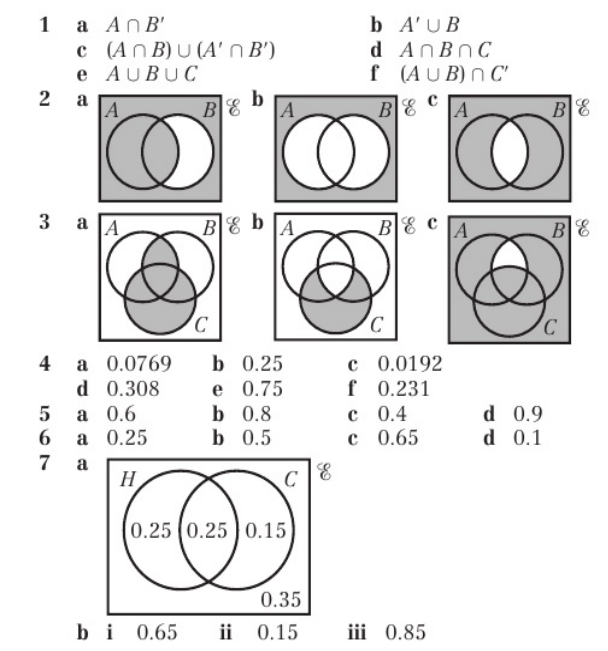 1 a A ∩ B′ b A′ ∪ B
c (A ∩ B) ∪ (A′ ∩ B′) d A ∩ B ∩ C
e A ∪ B ∪ C f (A ∪ B) ∩ C′
2 a A B ℰ b A B ℰ c A B ℰ
3 a A B ℰ b A B ℰ c A B ℰ
C C C
4 a 0.0769 b 0.25 c 0.0192
d 0.308 e 0.75 f 0.231
5 a 0.6 b 0.8 c 0.4 d 0.9
6 a 0.25 b 0.5 c 0.65 d 0.1
7 a H C ℰ
0.25 0.25 0.15
0.35
b i 0.65 ii 0.15 iii 0.85